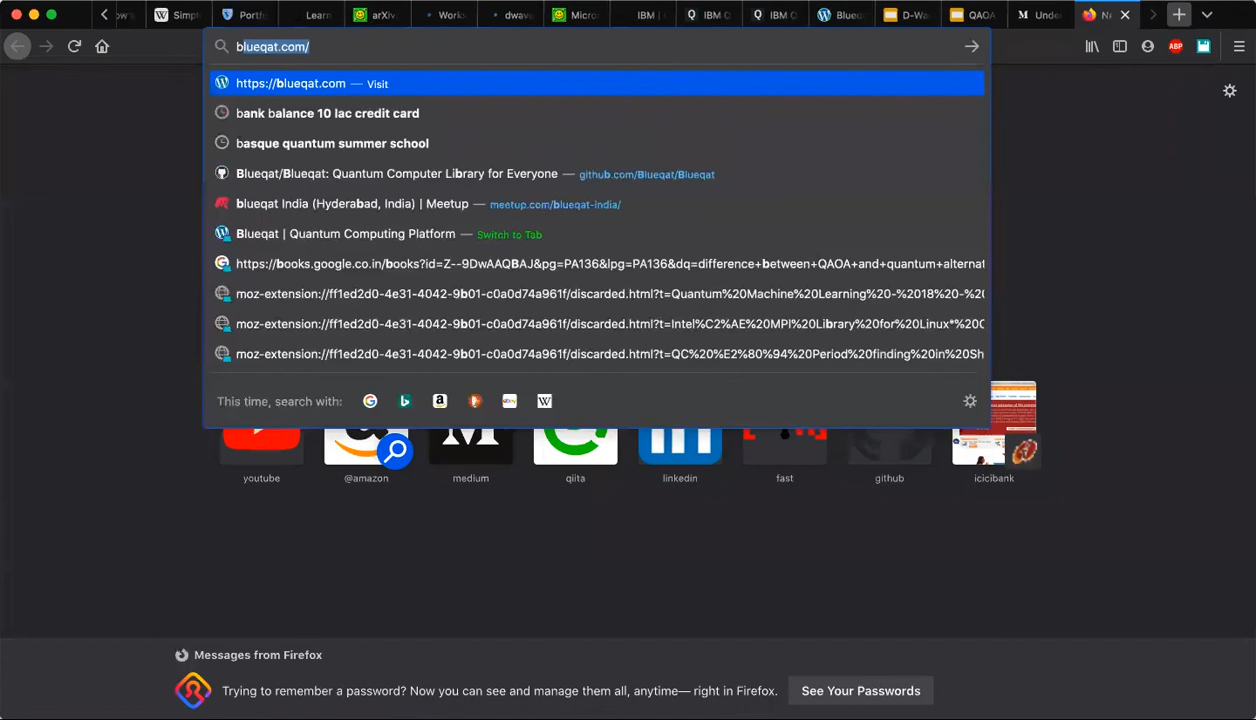 Simpl
Portfo
Learn
arXiv.
Works
dwave
Micros
IBM |
IBM Q
IBM Q
Blueq
D-Wa
QAOA
Under
Ne
blueqat.com/
https://blueqat.com — Visit
bank balance 10 lac credit card
basque quantum summer school
Blueqat/Blueqat: Quantum Computer Library for Everyone — github.com/Blueqat/Blueqat
blueqat India (Hyderabad, India) | Meetup — meetup.com/blueqat-india/
Blueqat | Quantum Computing Platform — Switch to Tab
https://books.google.co.in/books?id=Z--9DwAAQBAJ&pg=PA136&lpg=PA136&dq=difference+between+QAOA+and+quantum+alternat
moz-extension://ff1ed2d0-4e31-4042-9b01-c0a0d74a961f/discarded.html?t=Quantum%20Machine%20Learning%20-%2018%20-%20
moz-extension://ff1ed2d0-4e31-4042-9b01-c0a0d74a961f/discarded.html?t=Intel%C2%AE%20MPI%20Library%20for%20Linux*%20O
moz-extension://ff1ed2d0-4e31-4042-9b01-c0a0d74a961f/discarded.html?t=QC%20%E2%80%94%20Period%20finding%20in%20Sh
This time, search with:
youtube
@amazon
medium
qiita
linkedin
fast
github
icicibank
Messages from Firefox
Trying to remember a password? Now you can see and manage them all, anytime— right in Firefox.
See Your Passwords